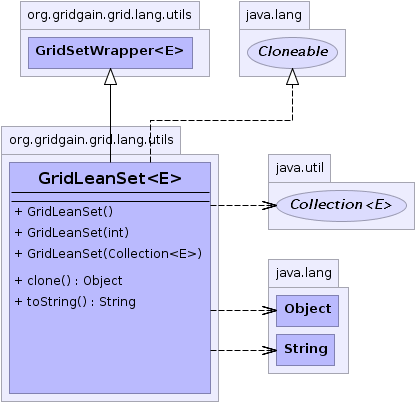 org.gridgain.grid.lang.utils
GridSetWrapper<E>
java.lang
Cloneable
org.gridgain.grid.lang.utils
GridLeanSet<E>
+ GridLeanSet()
+ GridLeanSet(int)
+ GridLeanSet(Collection<E>)
+ clone() : Object
+ toString() : String
java.util
Collection<E>
java.lang
Object
String